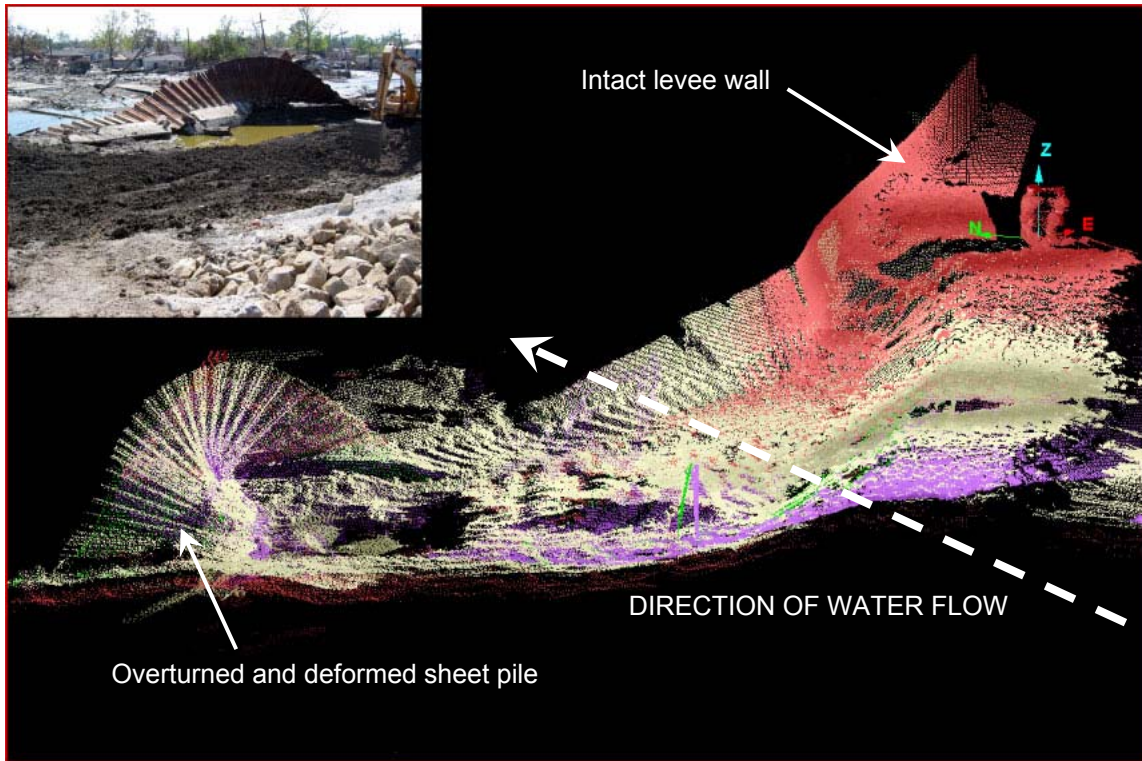 Intact levee wall
Z
N
E
DIRECTION OF WATER FLOW
Overturned and deformed sheet pile